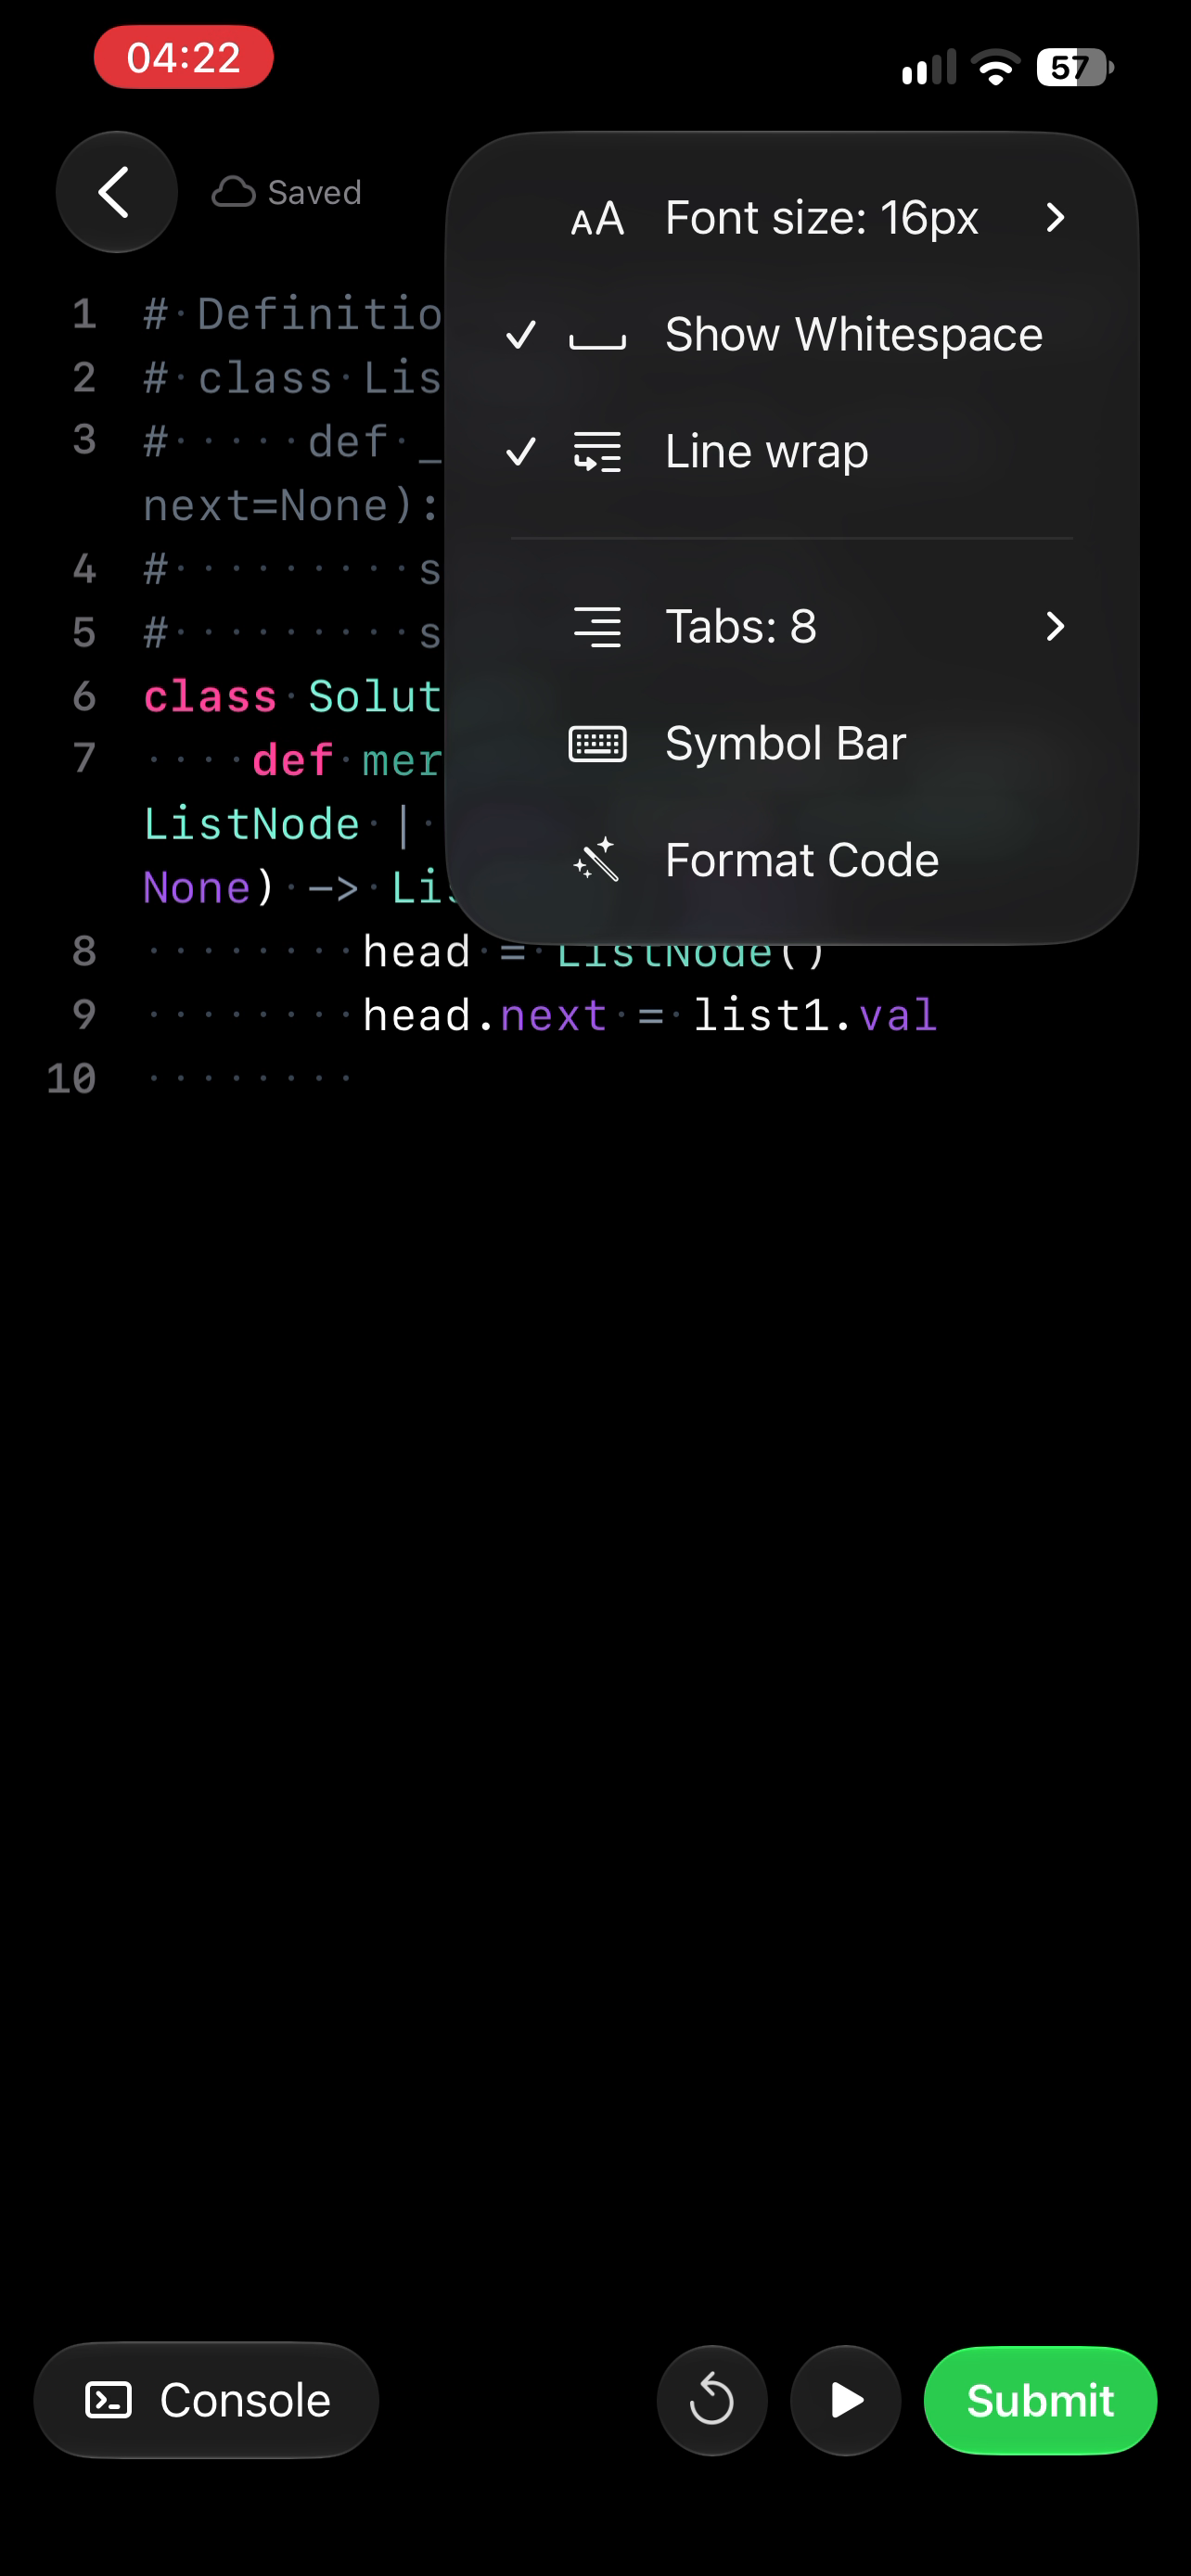 04:22
57
Saved
Font size: 16px
Show Whitespace
Line wrap
Tabs: 8
Symbol Bar
Format Code
1 # Definitio
2 # class Lis
3 #     def _
next=None):
4 #         s
5 #         s
6 class Solut
7     def mer
ListNode |
None) -> Lis
8         head = ListNode()
9         head.next = list1.val
10
Console
Submit